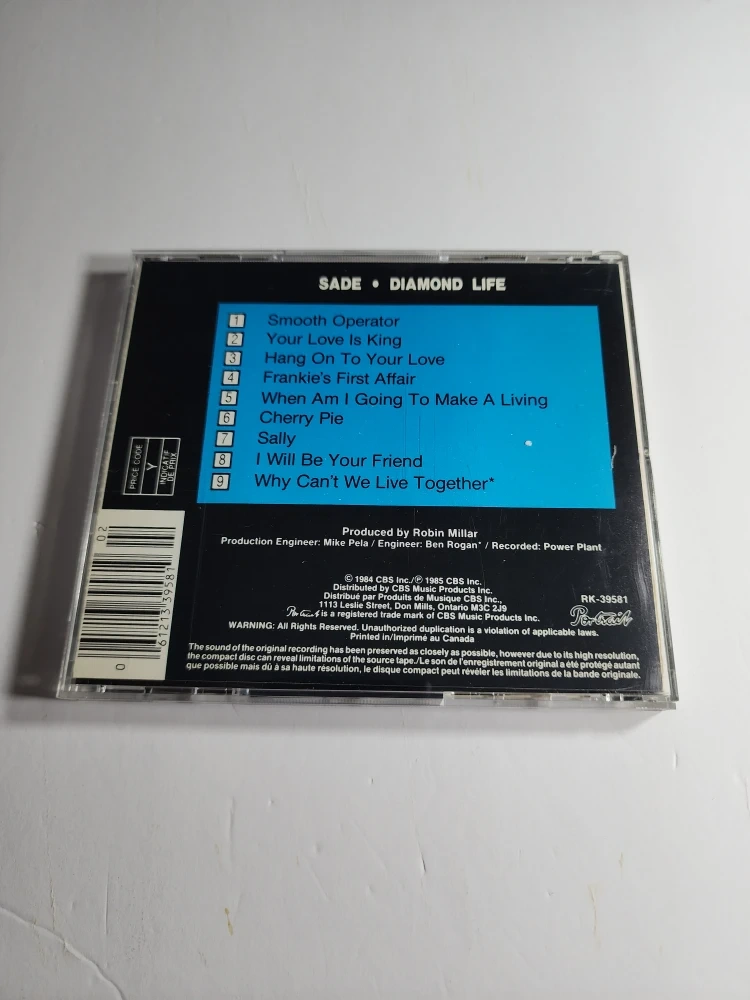 SADE • DIAMOND LIFE
1 Smooth Operator
2 Your Love Is King
3 Hang On To Your Love
4 Frankie's First Affair
5 When Am I Going To Make A Living
6 Cherry Pie
7 Sally
8 I Will Be Your Friend
9 Why Can't We Live Together*
PRICE CODE
Y
INDICATIF
DE PRIX
Produced by Robin Millar
Production Engineer: Mike Pela / Engineer: Ben Rogan* / Recorded: Power Plant
© 1984 CBS Inc./℗ 1985 CBS Inc.
Distributed by CBS Music Products Inc.
Distribué par Produits de Musique CBS Inc.,
1113 Leslie Street, Don Mills, Ontario M3C 2J9
Portrait is a registered trade mark of CBS Music Products Inc.
RK-39581
Portrait
WARNING: All Rights Reserved. Unauthorized duplication is a violation of applicable laws.
Printed in/Imprimé au Canada
The sound of the original recording has been preserved as closely as possible, however due to its high resolution,
the compact disc can reveal limitations of the source tape./Le son de l'enregistrement original a été protégé autant
que possible mais dû à sa haute résolution, le disque compact peut révéler les limitations de la bande originale.
02
61213 39581
0